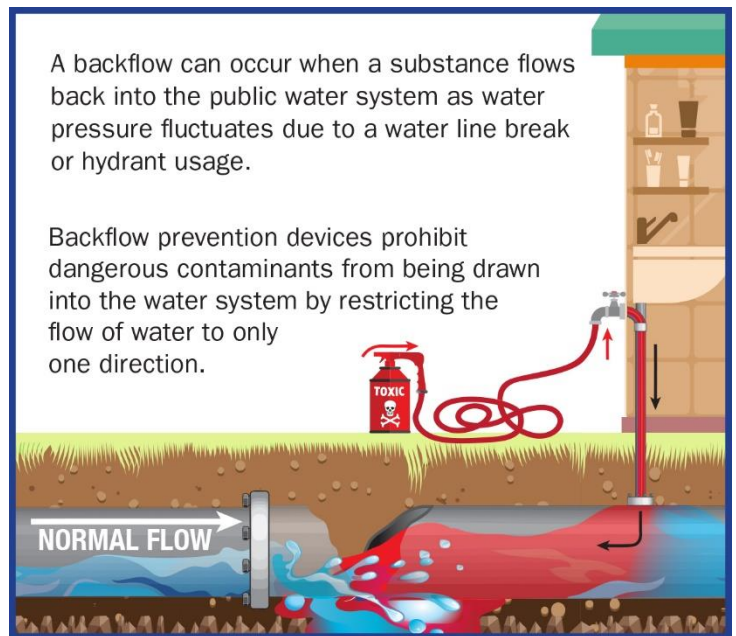 A backflow can occur when a substance flows
back into the public water system as water
pressure fluctuates due to a water line break
or hydrant usage.
Backflow prevention devices prohibit
dangerous contaminants from being drawn
into the water system by restricting the
flow of water to only
one direction.
TOXIC
NORMAL FLOW